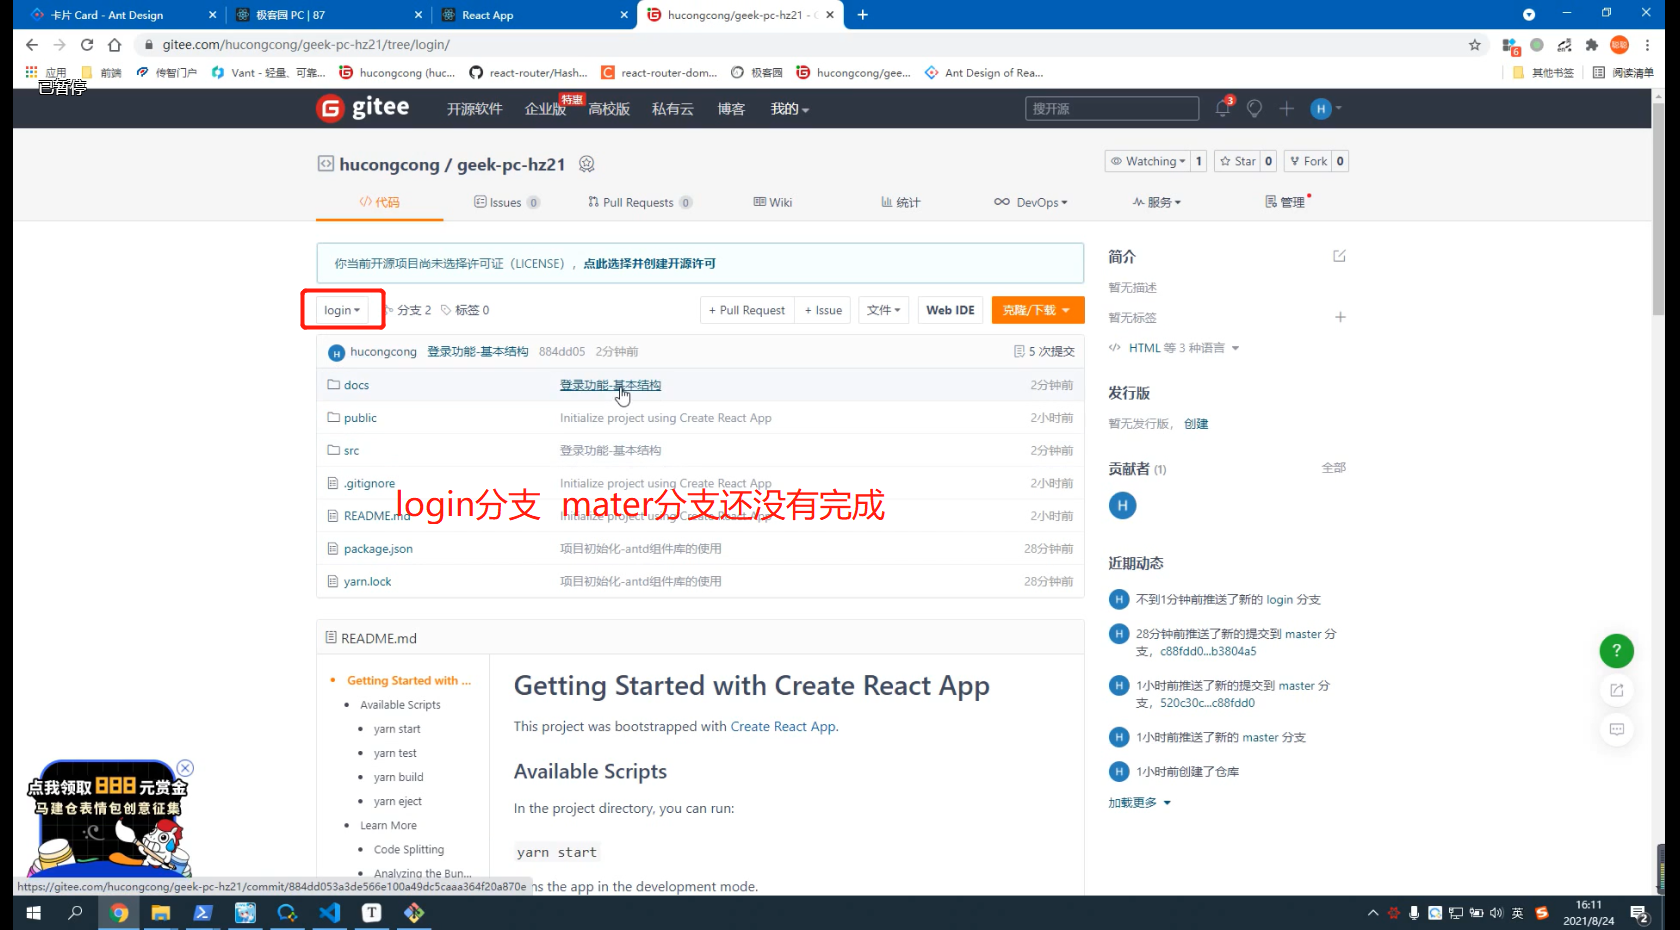 卡片 Card - Ant Design
极客园 PC | 87
React App
hucongcong/geek-pc-hz21 -
gitee.com/hucongcong/geek-pc-hz21/tree/login/
应用
前端
传智门户
Vant - 轻量、可靠...
hucongcong (huc...
react-router/Hash...
react-router-dom...
极客园
hucongcong/gee...
Ant Design of Rea...
其他书签
阅读清单
已暂停
gitee
开源软件
企业版
特惠
高校版
私有云
博客
我的
搜开源
3
H
hucongcong / geek-pc-hz21
Watching 1
Star 0
Fork 0
代码
Issues 0
Pull Requests 0
Wiki
统计
DevOps
服务
管理
你当前开源项目尚未选择许可证（LICENSE），点此选择并创建开源许可
login
分支 2
标签 0
+ Pull Request
+ Issue
文件
Web IDE
克隆/下载
H hucongcong 登录功能-基本结构 884dd05 2分钟前
5 次提交
docs 登录功能-基本结构 2分钟前
public Initialize project using Create React App 2小时前
src 登录功能-基本结构 2分钟前
.gitignore Initialize project using Create React App 2小时前
login分支 mater分支还没有完成
README.md Initialize project using Create React App 2小时前
package.json 项目初始化-antd组件库的使用 28分钟前
yarn.lock 项目初始化-antd组件库的使用 28分钟前
README.md
Getting Started with ...
Available Scripts
yarn start
yarn test
yarn build
yarn eject
Learn More
Code Splitting
Analyzing the Bun...
Getting Started with Create React App
This project was bootstrapped with Create React App.
Available Scripts
In the project directory, you can run:
yarn start
ns the app in the development mode.
简介
暂无描述
暂无标签
HTML 等 3 种语言
发行版
暂无发行版，创建
贡献者 (1)
全部
H
近期动态
H 不到1分钟前推送了新的 login 分支
H 28分钟前推送了新的提交到 master 分
支，c88fdd0...b3804a5
H 1小时前推送了新的提交到 master 分
支，520c30c...c88fdd0
H 1小时前推送了新的 master 分支
H 1小时前创建了仓库
加载更多
?
点我领取 888 元赏金
马建仓表情包创意征集
https://gitee.com/hucongcong/geek-pc-hz21/commit/884dd053a3de566e100a49dc5caaa364f20a870e
英
16:11
2021/8/24
2